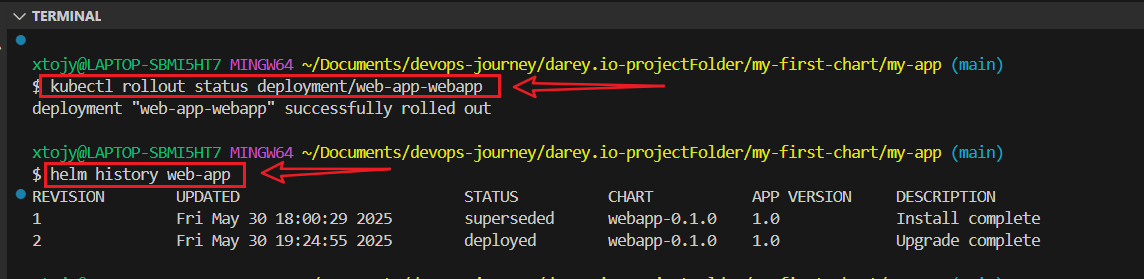 TERMINAL
xtojy@LAPTOP-SBMI5HT7 MINGW64 ~/Documents/devops-journey/darey.io-projectFolder/my-first-chart/my-app (main)
$ kubectl rollout status deployment/web-app-webapp
deployment "web-app-webapp" successfully rolled out
xtojy@LAPTOP-SBMI5HT7 MINGW64 ~/Documents/devops-journey/darey.io-projectFolder/my-first-chart/my-app (main)
$ helm history web-app
REVISION UPDATED STATUS CHART APP VERSION DESCRIPTION
1 Fri May 30 18:00:29 2025 superseded webapp-0.1.0 1.0 Install complete
2 Fri May 30 19:24:55 2025 deployed webapp-0.1.0 1.0 Upgrade complete